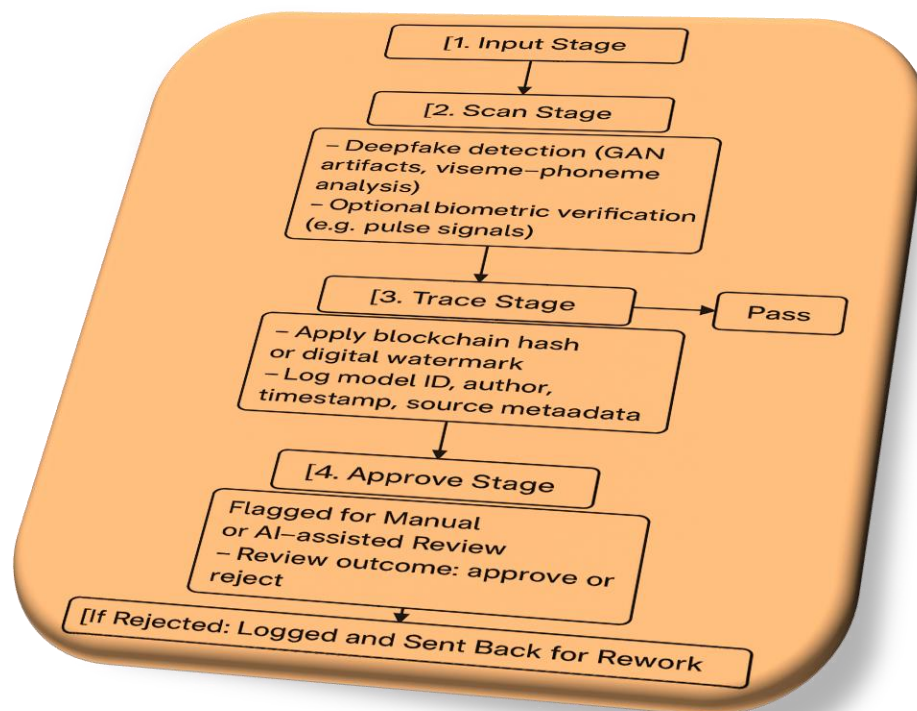 [1. Input Stage
[2. Scan Stage
– Deepfake detection (GAN
artifacts, viseme–phoneme
analysis)
– Optional biometric verification
(e.g. pulse signals)
[3. Trace Stage
Pass
– Apply blockchain hash
or digital watermark
– Log model ID, author,
timestamp, source metaadata
[4. Approve Stage
Flagged for Manual
or AI–assisted Review
– Review outcome: approve or
reject
[If Rejected: Logged and Sent Back for Rework